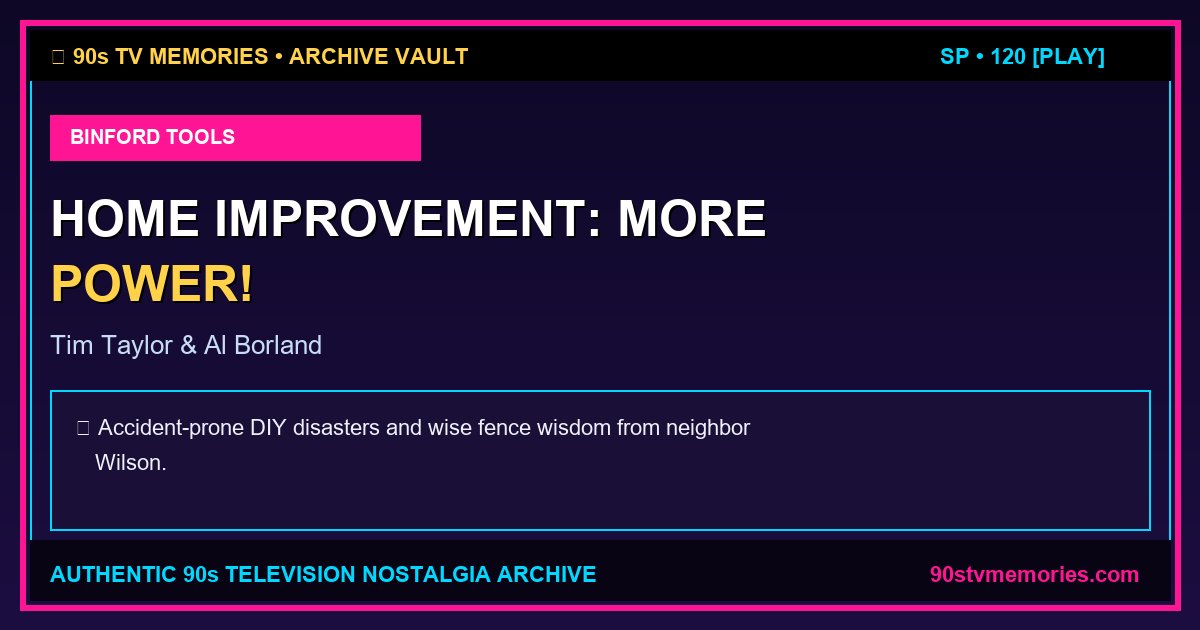 90s TV MEMORIES • ARCHIVE VAULT
SP • 120 [PLAY]
BINFORD TOOLS
HOME IMPROVEMENT: MORE
POWER!
Tim Taylor & Al Borland
Accident-prone DIY disasters and wise fence wisdom from neighbor
Wilson.
AUTHENTIC 90s TELEVISION NOSTALGIA ARCHIVE
90stvmemories.com